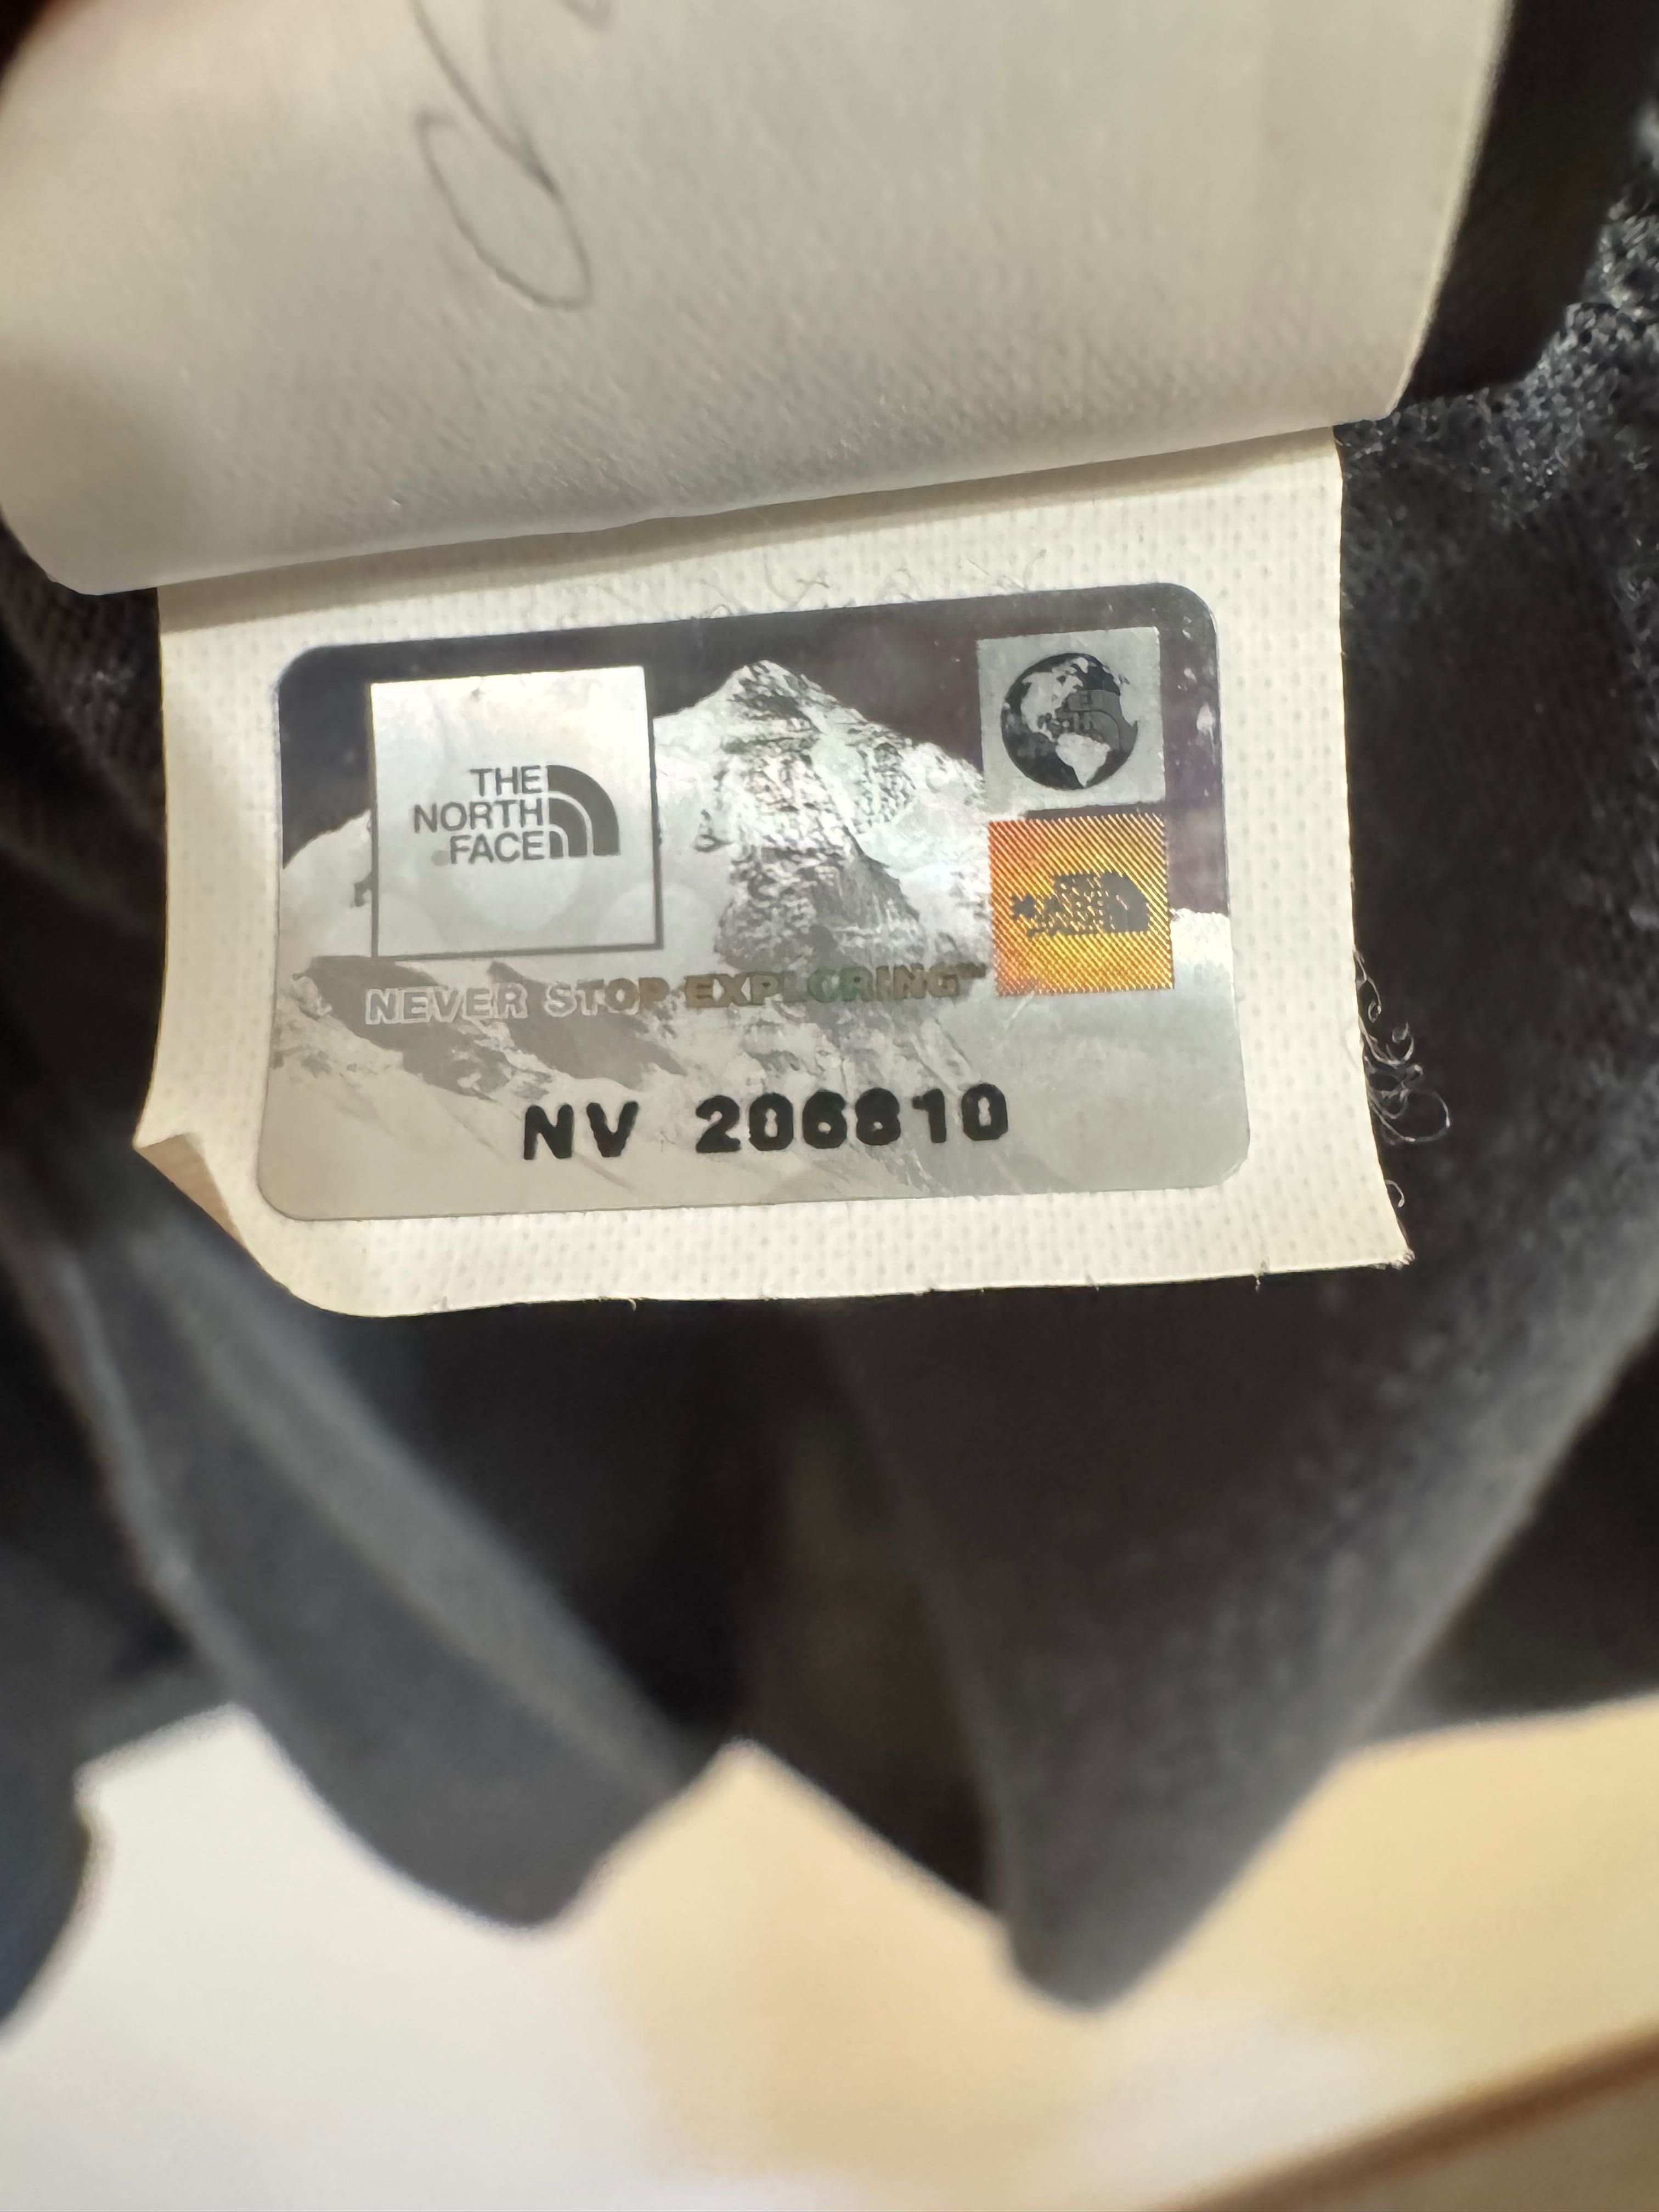 THE
NORTH
FACE
NEVER STOP EXPLORING™
NV 206810